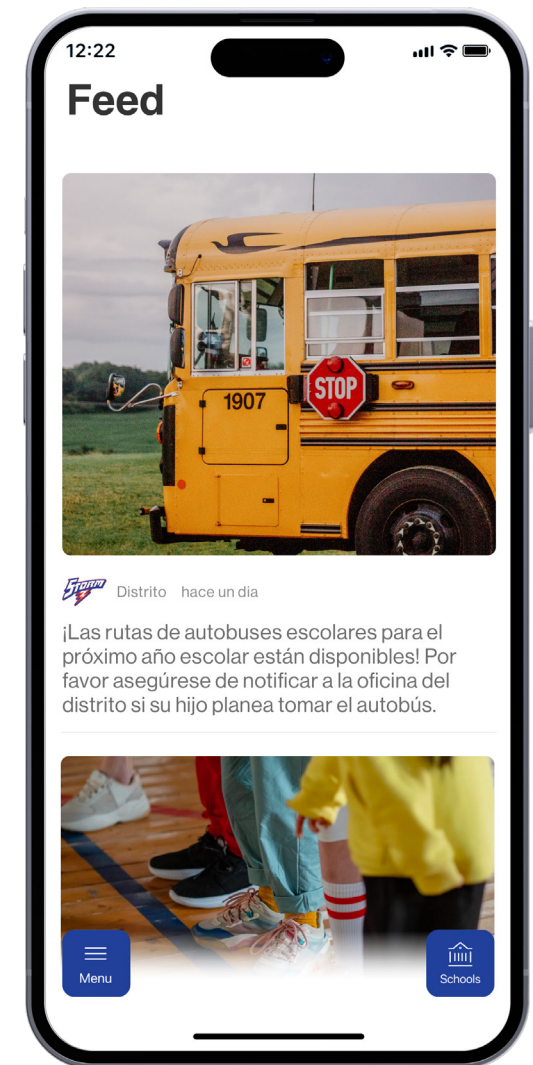 12:22
Feed
1907
STOP
STORM
Distrito hace un dia
¡Las rutas de autobuses escolares para el
próximo año escolar están disponibles! Por
favor asegúrese de notificar a la oficina del
distrito si su hijo planea tomar el autobús.
Menu
Schools